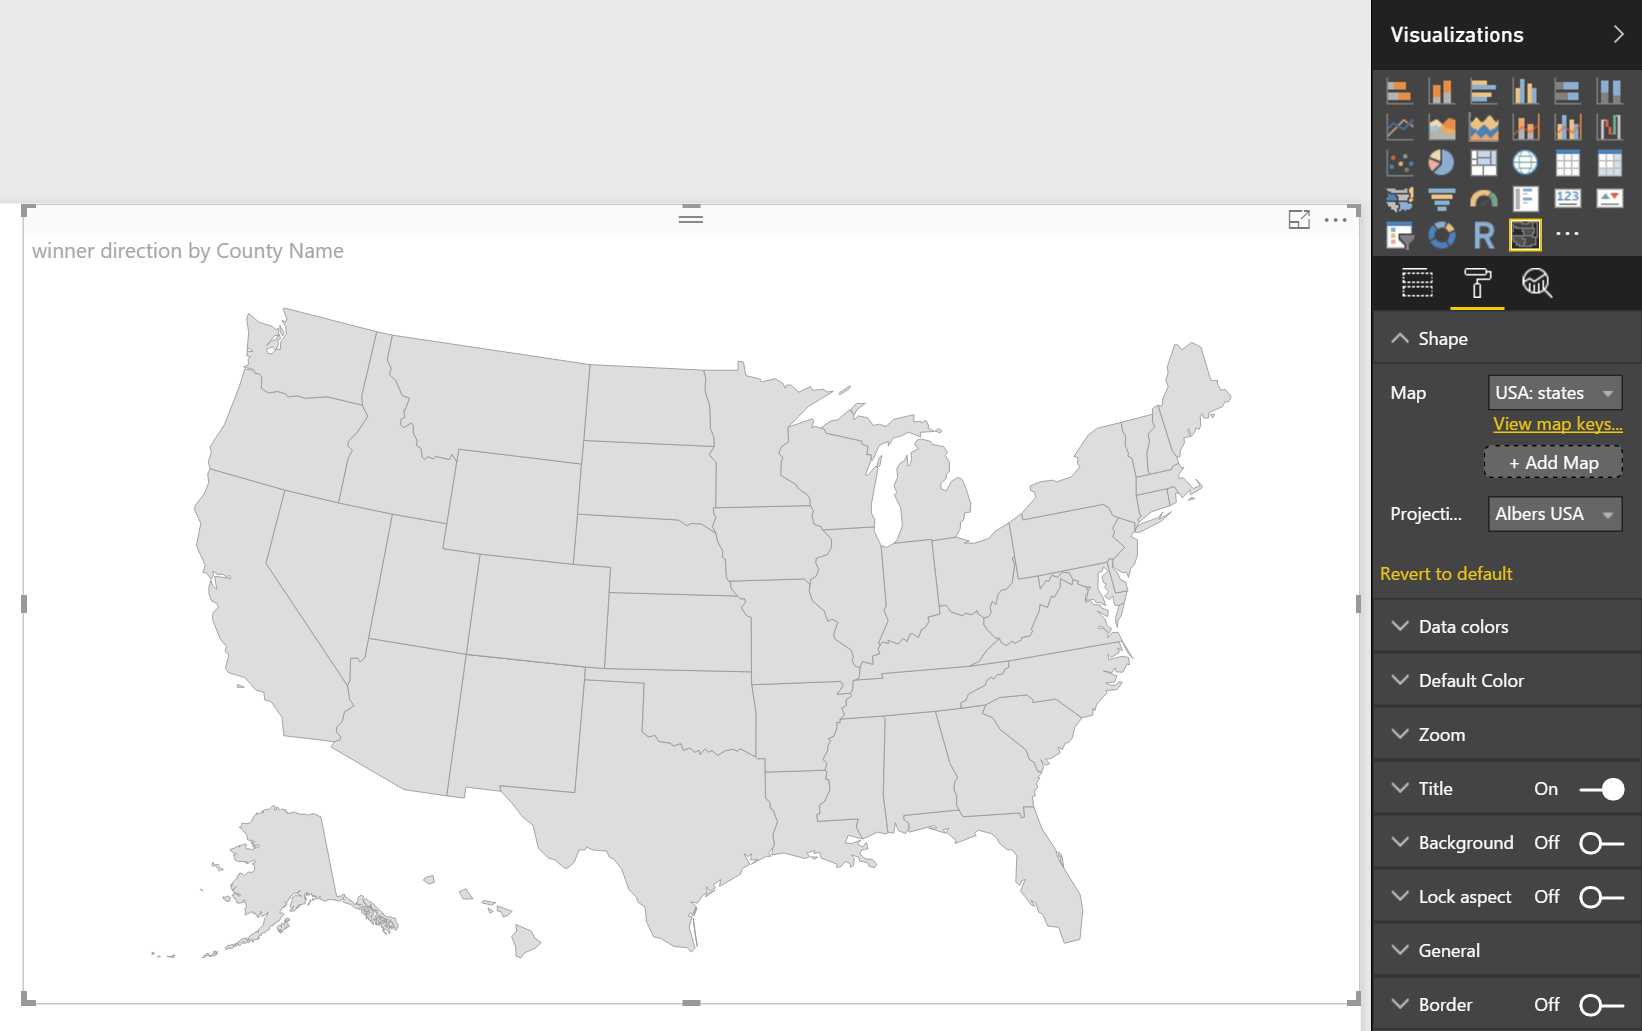 Visualizations
123
R
winner direction by County Name
Shape
Map
USA: states
View map keys...
+ Add Map
Projecti...
Albers USA
Revert to default
Data colors
Default Color
Zoom
Title On
Background Off
Lock aspect Off
General
Border Off